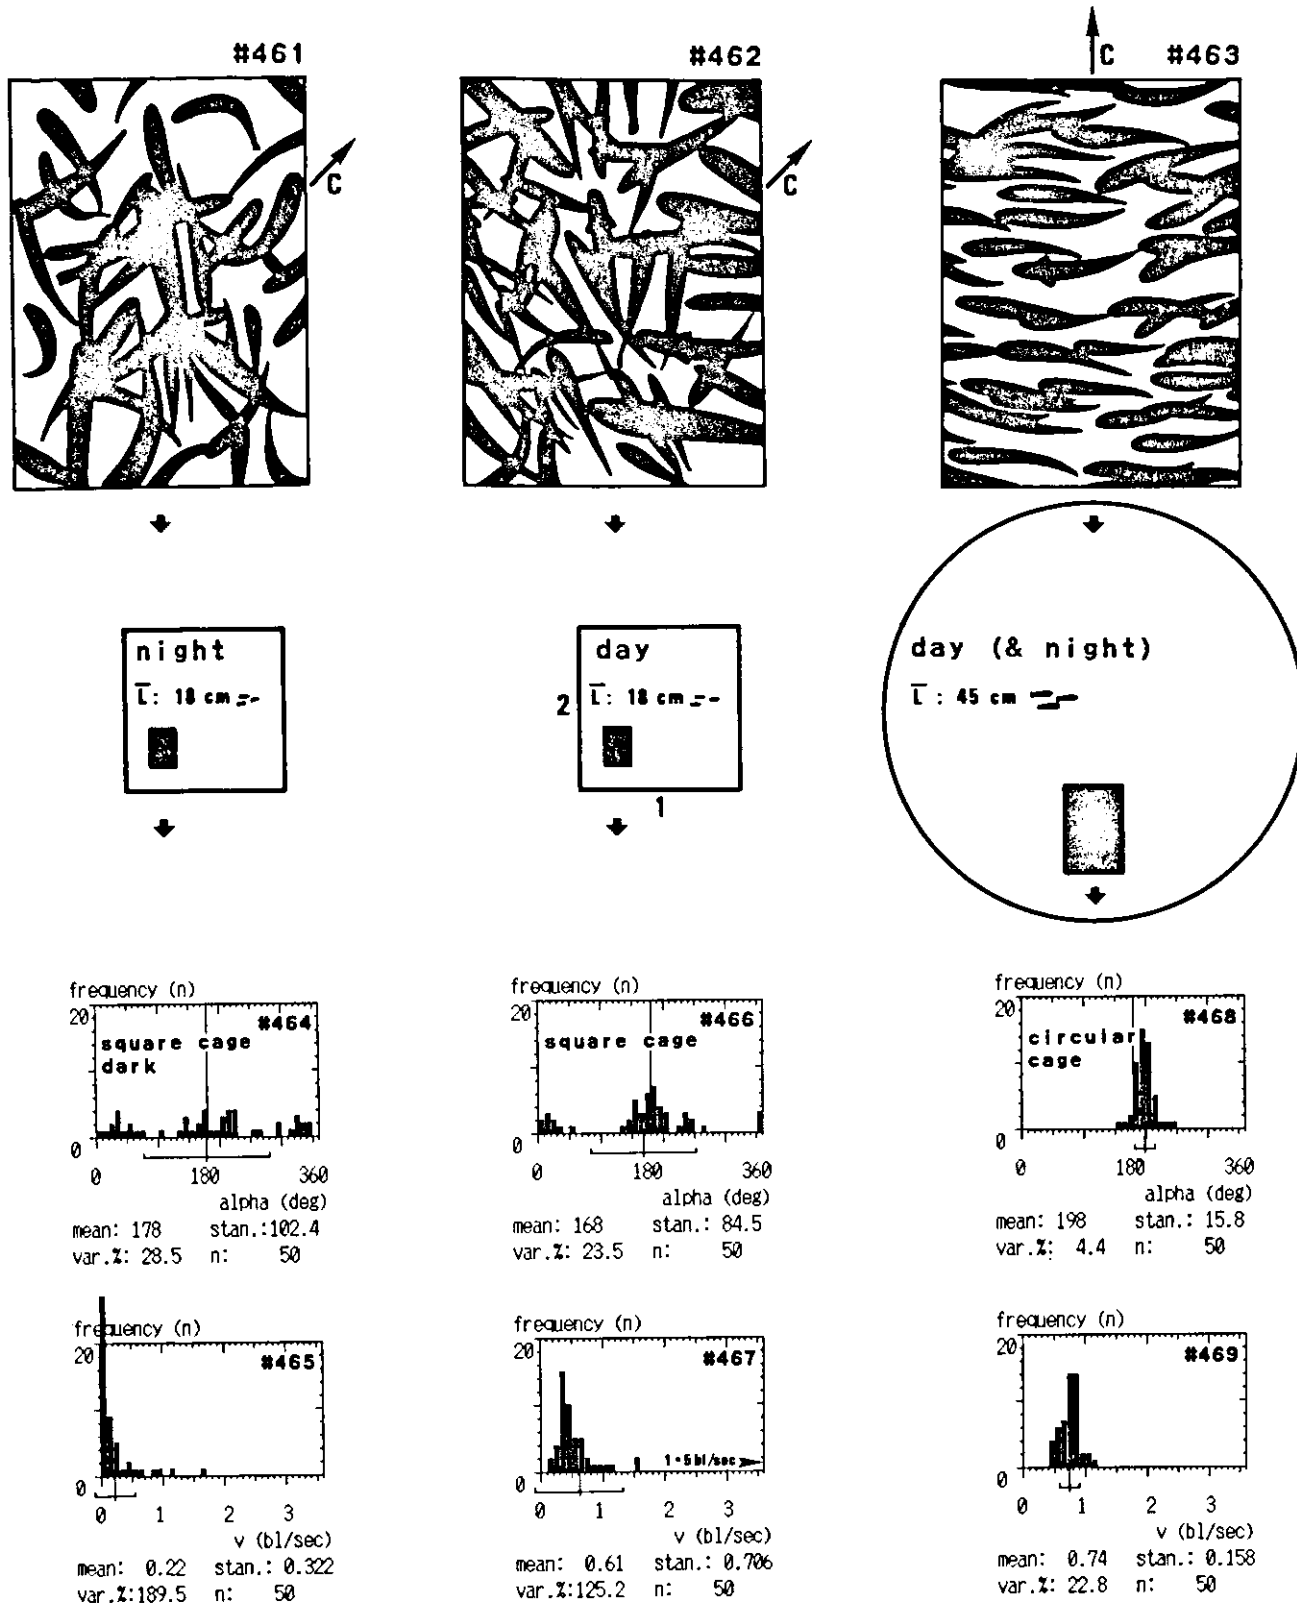 #461
#462
C #463
C
C
night
L̅: 18 cm
day
L̅: 18 cm
2
1
day (& night)
L̅ : 45 cm
frequency (n)
20
#464
square cage
dark
0
0 180 360
alpha (deg)
mean: 178 stan.:102.4
var.%: 28.5 n: 50
frequency (n)
20
#466
square cage
0
0 180 360
alpha (deg)
mean: 168 stan.: 84.5
var.%: 23.5 n: 50
frequency (n)
20
#468
circular
cage
0
0 180 360
alpha (deg)
mean: 198 stan.: 15.8
var.%: 4.4 n: 50
frequency (n)
20
#465
0
0 1 2 3
v (bl/sec)
mean: 0.22 stan.: 0.322
var.%:189.5 n: 50
frequency (n)
20
#467
1•5bl/sec
0
0 1 2 3
v (bl/sec)
mean: 0.61 stan.: 0.706
var.%:125.2 n: 50
frequency (n)
20
#469
0
0 1 2 3
v (bl/sec)
mean: 0.74 stan.: 0.158
var.%: 22.8 n: 50